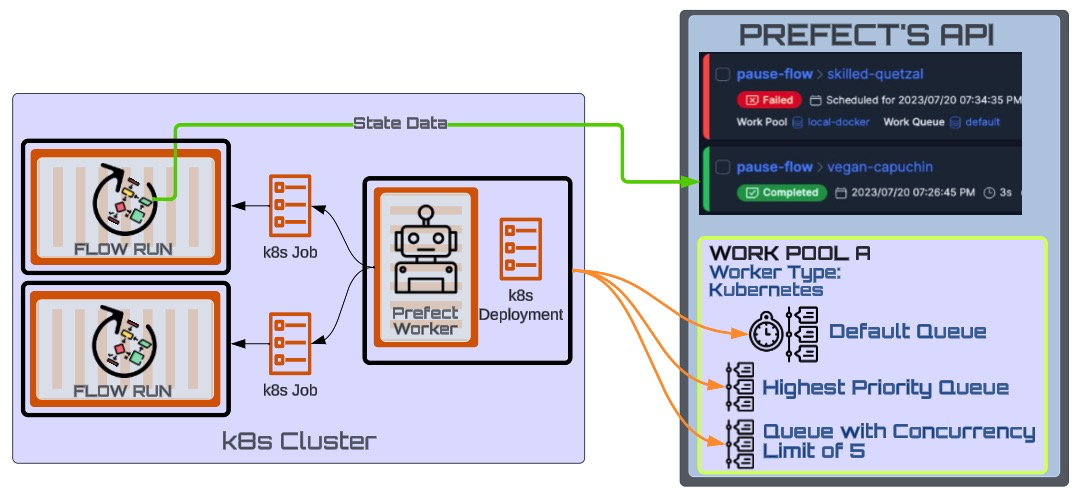 PREFECT'S API
pause-flow > skilled-quetzal
Failed Scheduled for 2023/07/20 07:34:35 PM
Work Pool local-docker Work Queue default
pause-flow > vegan-capuchin
Completed 2023/07/20 07:26:45 PM 3s
State Data
FLOW RUN
k8s Job
Prefect
Worker
k8s
Deployment
FLOW RUN
k8s Job
k8s Cluster
WORK POOL A
Worker Type:
Kubernetes
Default Queue
Highest Priority Queue
Queue with Concurrency
Limit of 5